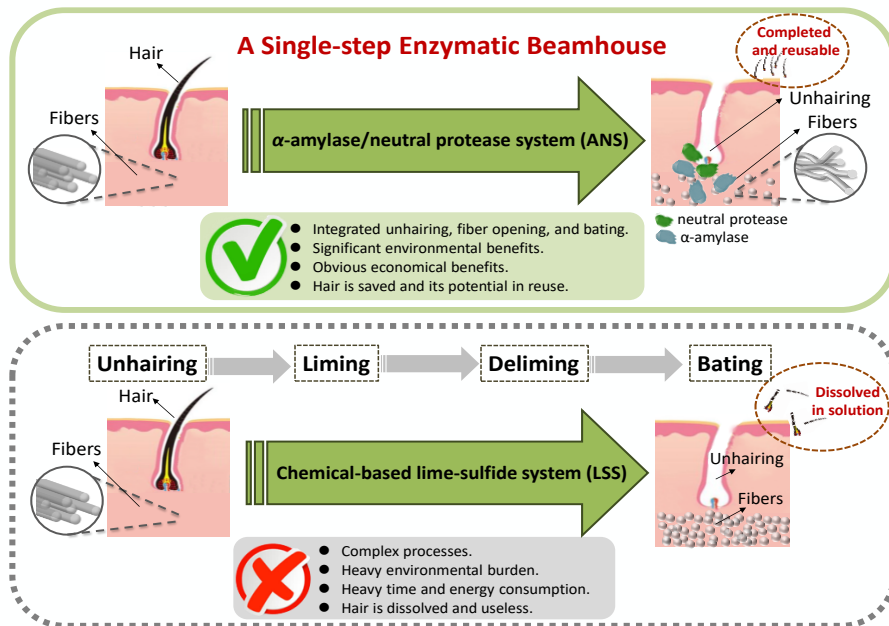 A Single-step Enzymatic Beamhouse
Hair
Fibers
α-amylase/neutral protease system (ANS)
Completed
and reusable
Unhairing
Fibers
neutral protease
α-amylase
Integrated unhairing, fiber opening, and bating.
Significant environmental benefits.
Obvious economical benefits.
Hair is saved and its potential in reuse.
Unhairing
Liming
Deliming
Bating
Hair
Fibers
Chemical-based lime-sulfide system (LSS)
Dissolved
in solution
Unhairing
Fibers
Complex processes.
Heavy environmental burden.
Heavy time and energy consumption.
Hair is dissolved and useless.